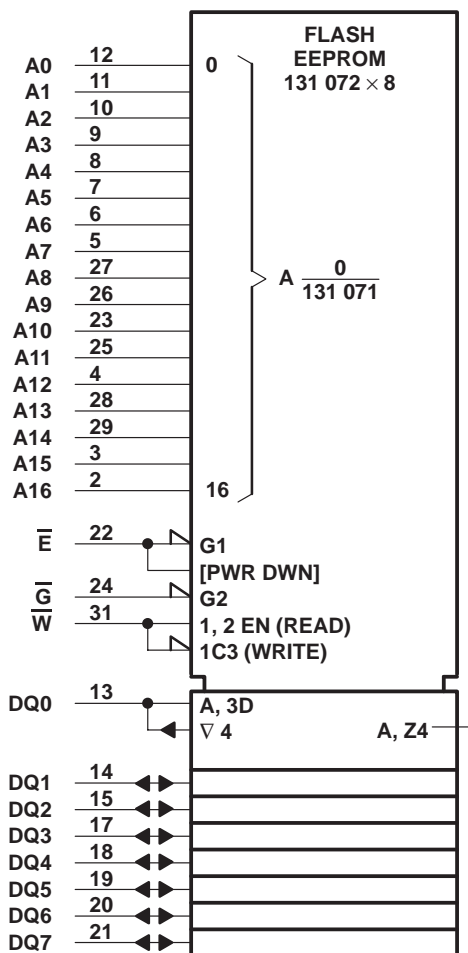 FLASH
EEPROM
131 072 × 8
A0 12 0
A1 11
A2 10
A3 9
A4 8
A5 7
A6 6
A7 5
A8 27 A 0
131 071
A9 26
A10 23
A11 25
A12 4
A13 28
A14 29
A15 3
A16 2 16
E̅ 22 G1
[PWR DWN]
G̅ 24 G2
W̅ 31 1, 2 EN (READ)
1C3 (WRITE)
DQ0 13 A, 3D
∇ 4 A, Z4
DQ1 14
DQ2 15
DQ3 17
DQ4 18
DQ5 19
DQ6 20
DQ7 21